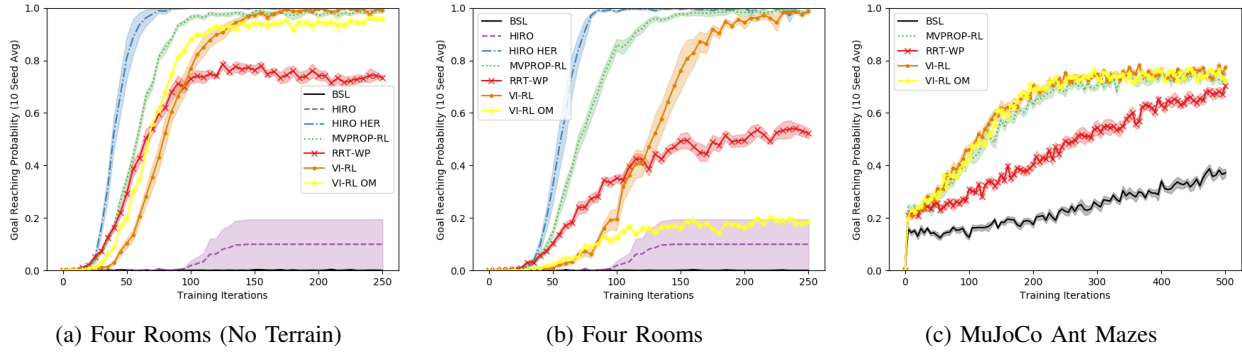 1.0
0.8
0.6
0.4
0.2
0.0
Goal Reaching Probability (10 Seed Avg)
BSL
HIRO
HIRO HER
MVPROP-RL
RRT-WP
VI-RL
VI-RL OM
0 50 100 150 200 250
Training Iterations
(a) Four Rooms (No Terrain)
1.0
0.8
0.6
0.4
0.2
0.0
Goal Reaching Probability (10 Seed Avg)
BSL
HIRO
HIRO HER
MVPROP-RL
RRT-WP
VI-RL
VI-RL OM
0 50 100 150 200 250
Training Iterations
(b) Four Rooms
1.0
0.8
0.6
0.4
0.2
0.0
Goal Reaching Probability (10 Seed Avg)
BSL
MVPROP-RL
RRT-WP
VI-RL
VI-RL OM
0 100 200 300 400 500
Training Iterations
(c) MuJoCo Ant Mazes